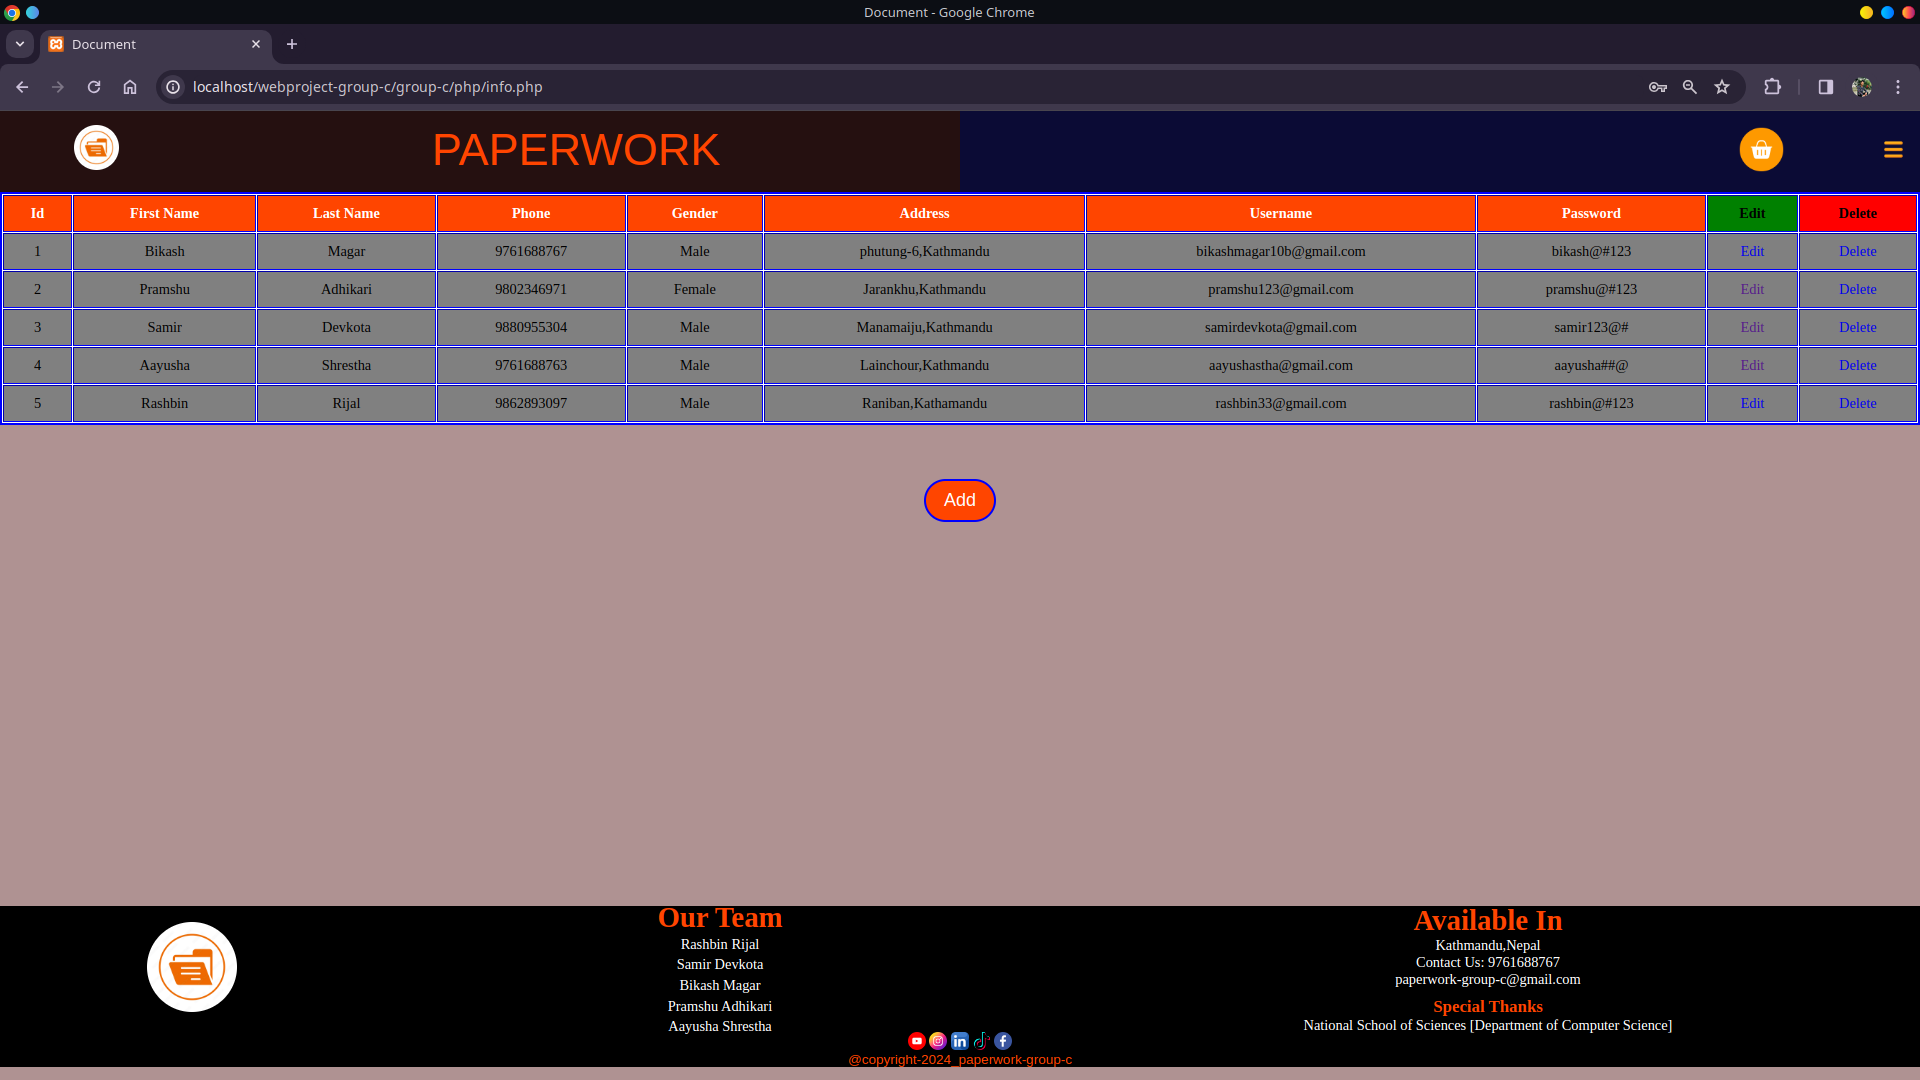 Document - Google Chrome
Document
localhost/webproject-group-c/group-c/php/info.php
PAPERWORK
Id First Name Last Name Phone Gender Address Username Password Edit Delete
1 Bikash Magar 9761688767 Male phutung-6,Kathmandu bikashmagar10b@gmail.com bikash@#123 Edit Delete
2 Pramshu Adhikari 9802346971 Female Jarankhu,Kathmandu pramshu123@gmail.com pramshu@#123 Edit Delete
3 Samir Devkota 9880955304 Male Manamaiju,Kathmandu samirdevkota@gmail.com samir123@# Edit Delete
4 Aayusha Shrestha 9761688763 Male Lainchour,Kathmandu aayushastha@gmail.com aayusha##@ Edit Delete
5 Rashbin Rijal 9862893097 Male Raniban,Kathamandu rashbin33@gmail.com rashbin@#123 Edit Delete
Add
Our Team
Rashbin Rijal
Samir Devkota
Bikash Magar
Pramshu Adhikari
Aayusha Shrestha
Available In
Kathmandu,Nepal
Contact Us: 9761688767
paperwork-group-c@gmail.com
Special Thanks
National School of Sciences [Department of Computer Science]
@copyright-2024_paperwork-group-c